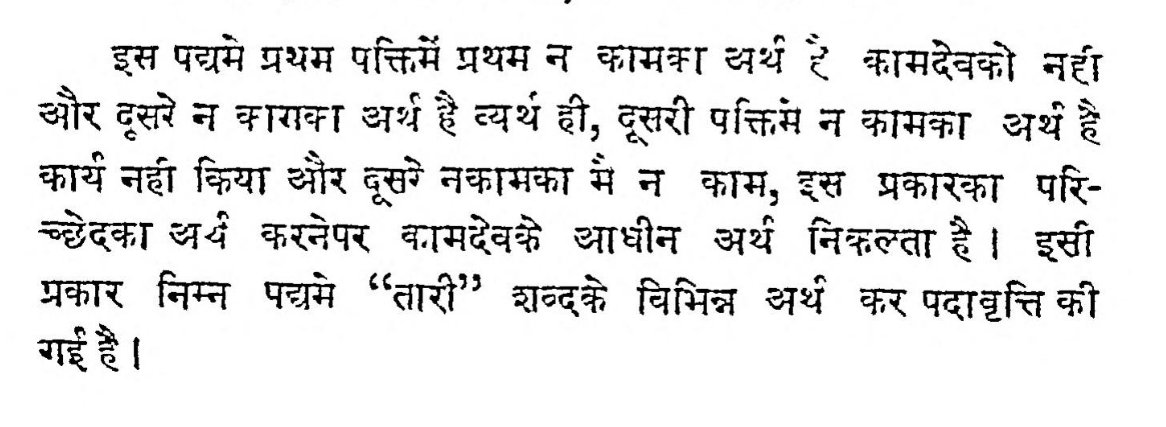 इस पद्यमे प्रथम पक्तिमें प्रथम न कामका अर्थ है कामदेवको नहीं
और दूसरे न कामका अर्थ है व्यर्थ ही, दूसरी पक्तिमें न कामका अर्थ है
कार्य नहीं किया और दूसरे नकामका मै न काम, इस प्रकारका परि-
च्छेदका अर्थ करनेपर कामदेवके आधीन अर्थ निकलता है। इसी
प्रकार निम्न पद्यमे “तारी” शब्दके विभिन्न अर्थ कर पदावृत्ति की
गई है।